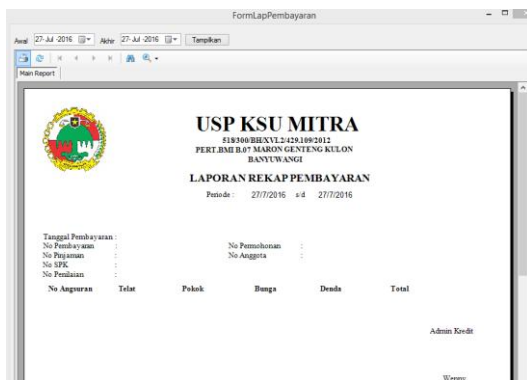 FormLapPembayaran
Awal 27- Jul -2016 Akhir 27- Jul -2016 Tampilkan
Main Report
USP KSU MITRA
518/300/BH/XVI.2/429.109/2012
PERT.BMI B.07 MARON GENTENG KULON
BANYUWANGI
LAPORAN REKAP PEMBAYARAN
Periode : 27/7/2016 s/d 27/7/2016
Tanggal Pembayaran :
No Pembayaran : No Permohonan :
No Pinjaman : No Anggota :
No SPK :
No Penilaian :
No Angsuran Telat Pokok Bunga Denda Total
Admin Kredit
Wenny